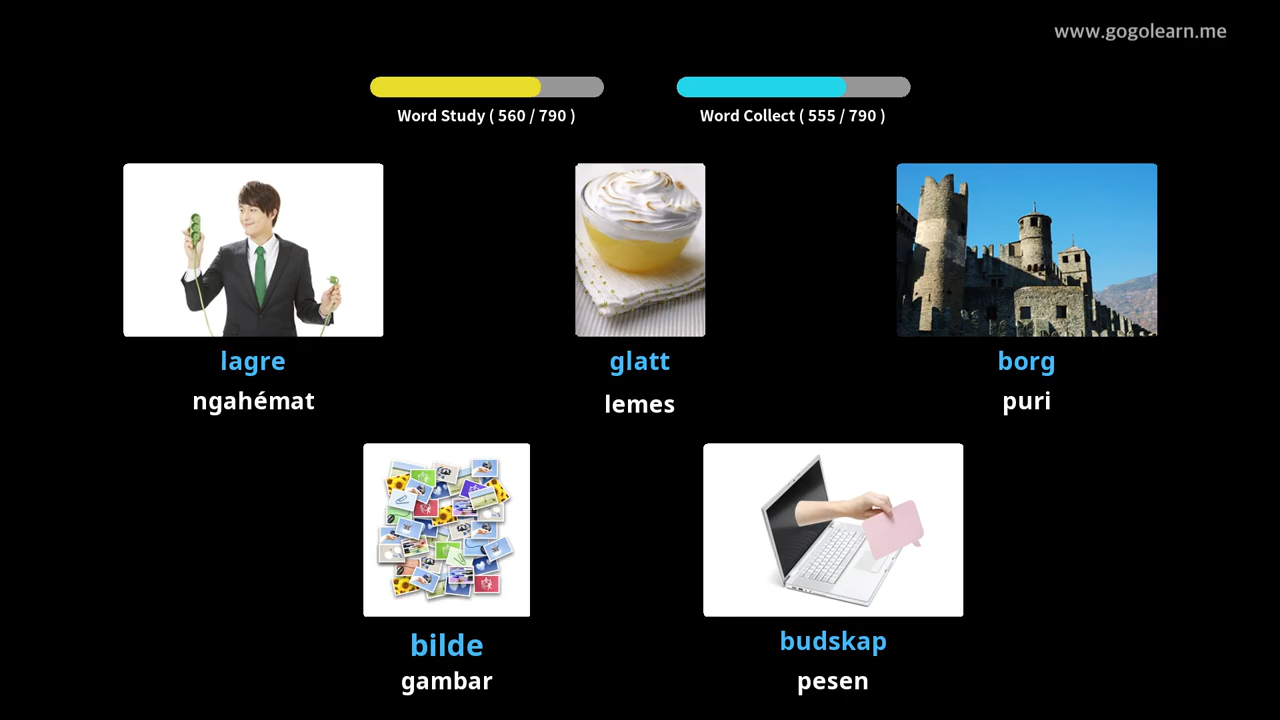 www.gogolearn.me
Word Study ( 560 / 790 )
Word Collect ( 555 / 790 )
lagre
ngahémat
glatt
lemes
borg
puri
bilde
gambar
budskap
pesen